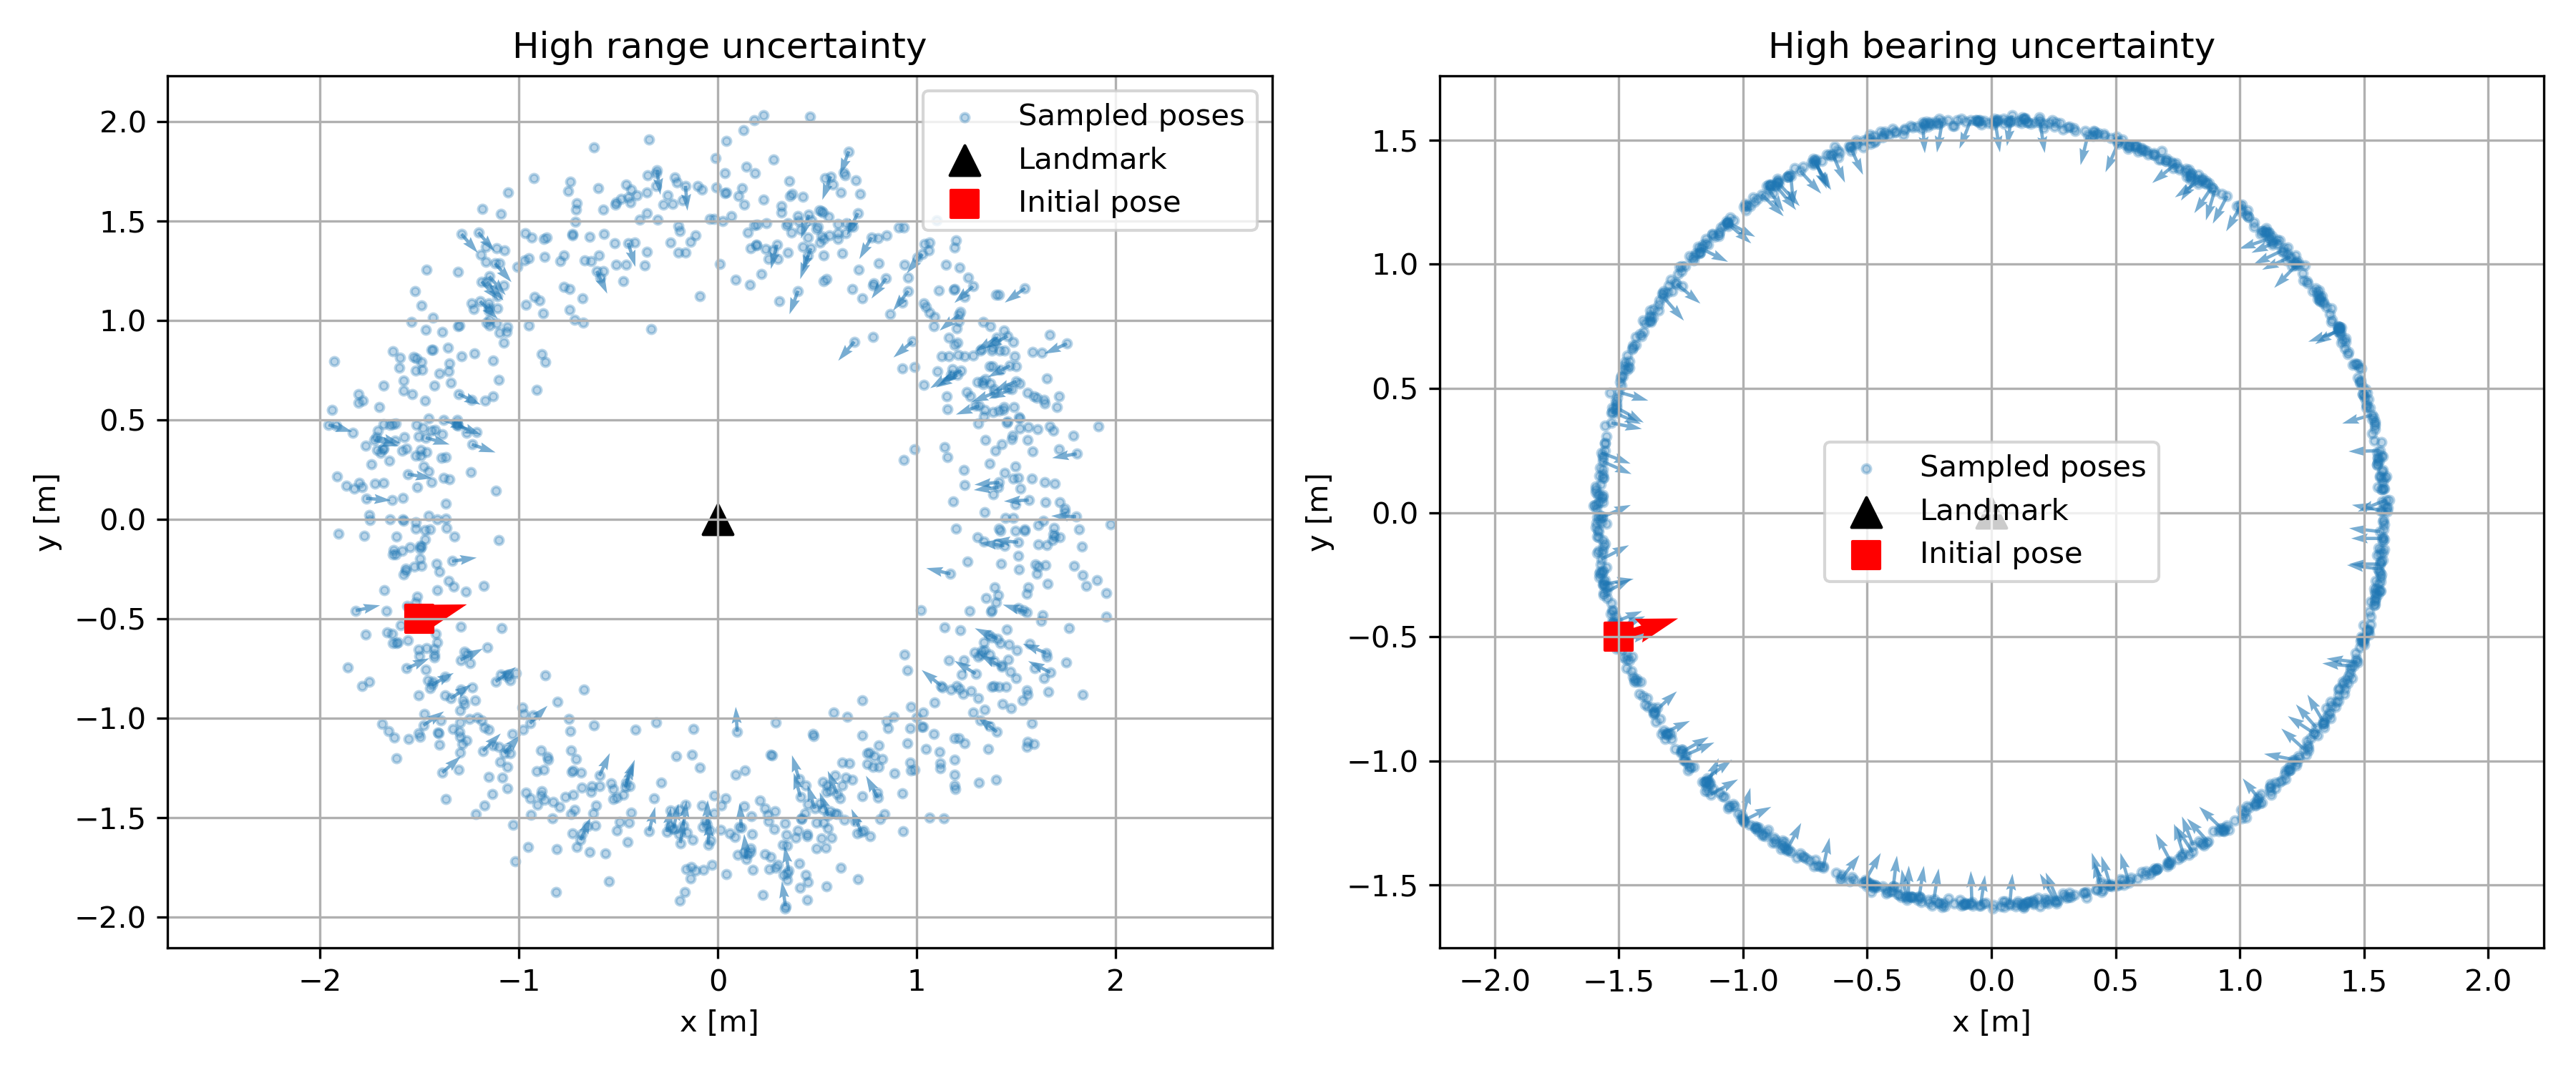 High range uncertainty
Sampled poses
Landmark
Initial pose
2.0
1.5
1.0
0.5
0.0
−0.5
−1.0
−1.5
−2.0
y [m]
−2
−1
0
1
2
x [m]
High bearing uncertainty
Sampled poses
Landmark
Initial pose
1.5
1.0
0.5
0.0
−0.5
−1.0
−1.5
y [m]
−2.0
−1.5
−1.0
−0.5
0.0
0.5
1.0
1.5
2.0
x [m]